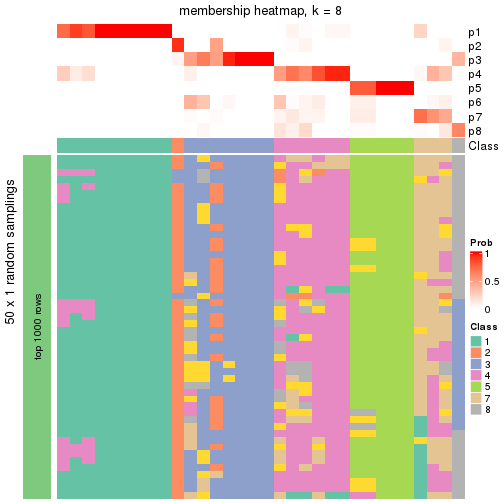 membership heatmap, k = 8
p1
p2
p3
p4
p5
p6
p7
p8
Class
50 x 1 random samplings
top 1000 rows
Prob
1
0.5
0
Class
1
2
3
4
5
7
8